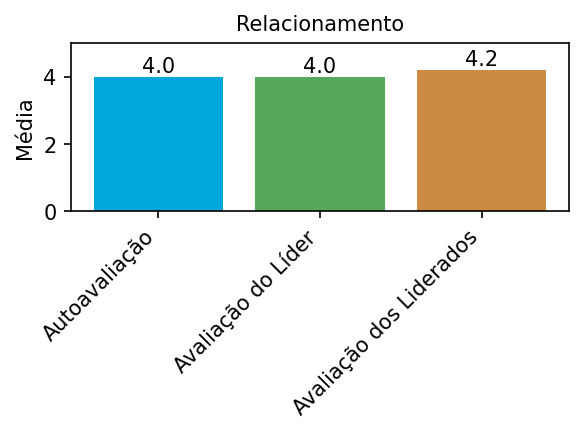 Relacionamento
4.0
4.0
4.2
Média
4
2
0
Autoavaliação
Avaliação do Líder
Avaliação dos Liderados